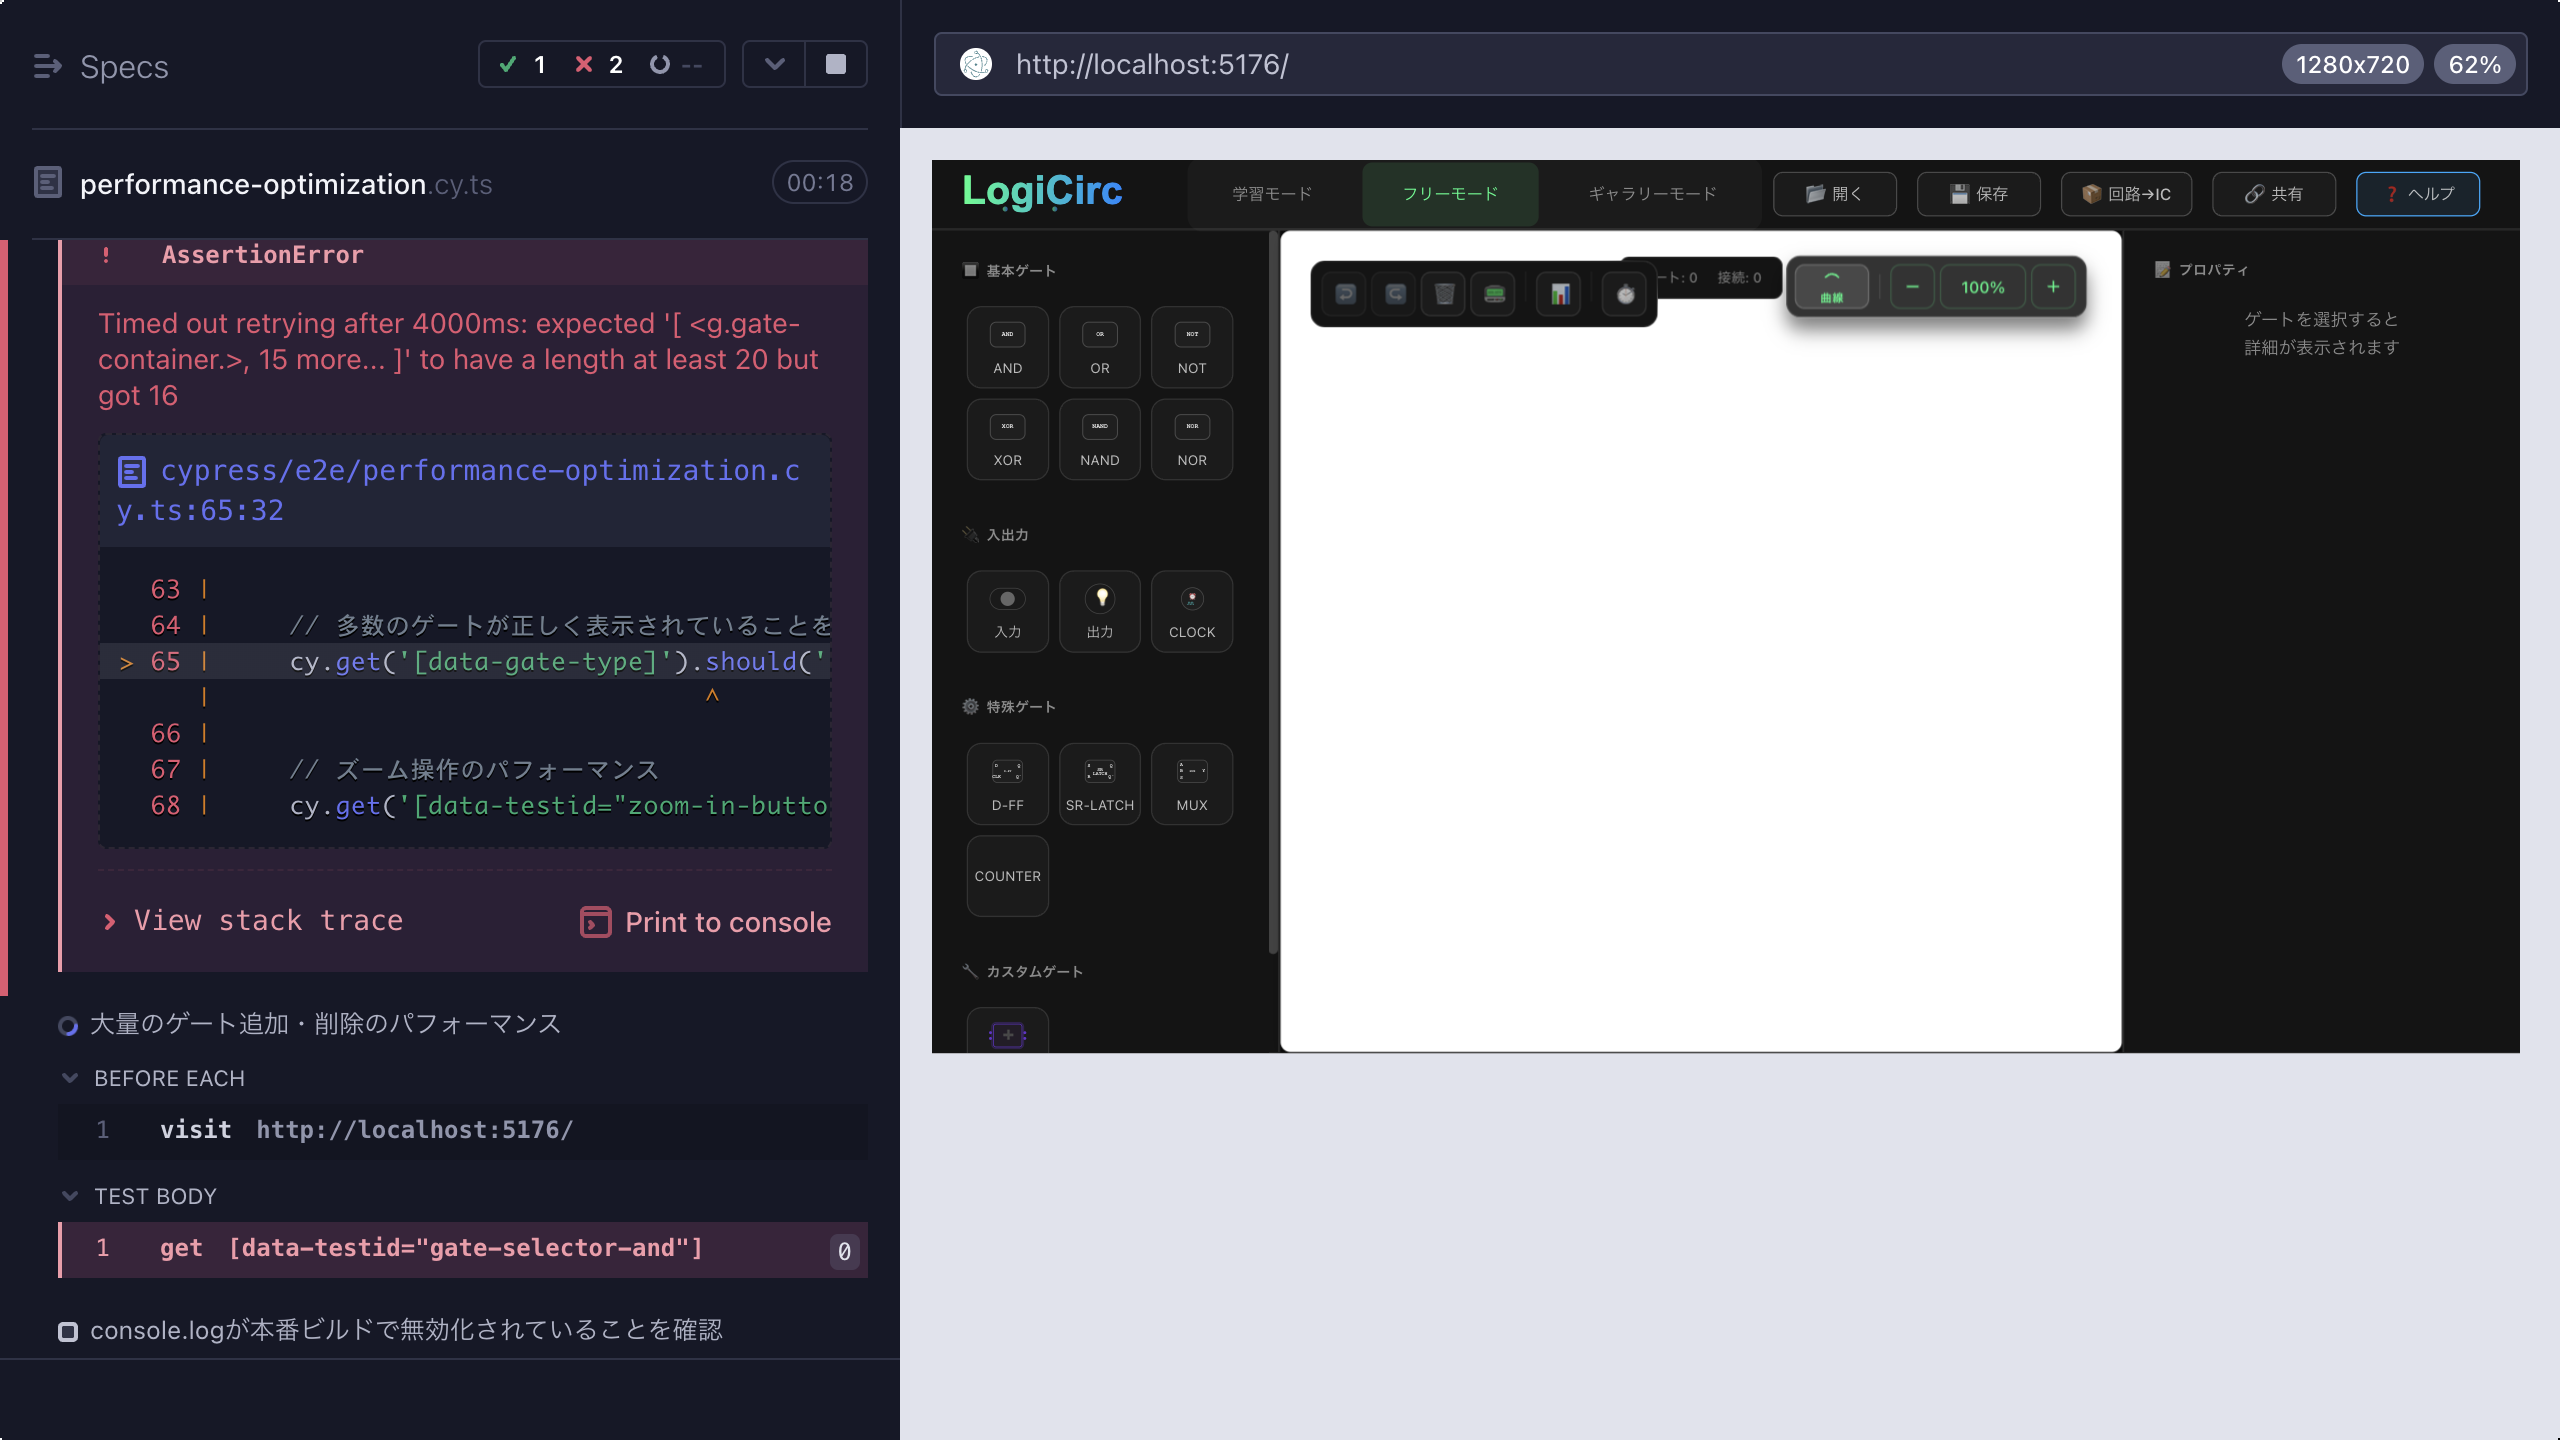 Specs
1 2 --
performance-optimization.cy.ts 00:18
! AssertionError
Timed out retrying after 4000ms: expected '[ <g.gate-
container.>, 15 more... ]' to have a length at least 20 but
got 16
cypress/e2e/performance-optimization.c
y.ts:65:32
63 |
64 | // 多数のゲートが正しく表示されていることを
> 65 | cy.get('[data-gate-type]').should('
| ^
66 |
67 | // ズーム操作のパフォーマンス
68 | cy.get('[data-testid="zoom-in-butto
View stack trace Print to console
大量のゲート追加・削除のパフォーマンス
BEFORE EACH
1 visit http://localhost:5176/
TEST BODY
1 get [data-testid="gate-selector-and"] 0
console.logが本番ビルドで無効化されていることを確認
http://localhost:5176/ 1280x720 62%
LogiCirc 学習モード フリーモード ギャラリーモード 開く 保存 回路→IC 共有 ? ヘルプ
基本ゲート
AND OR NOT
AND OR NOT
XOR NAND NOR
XOR NAND NOR
入出力
入力 出力 CLOCK
特殊ゲート
D-FF SR-LATCH MUX
COUNTER
カスタムゲート
ート: 0 接続: 0
曲線 − 100% +
プロパティ
ゲートを選択すると
詳細が表示されます